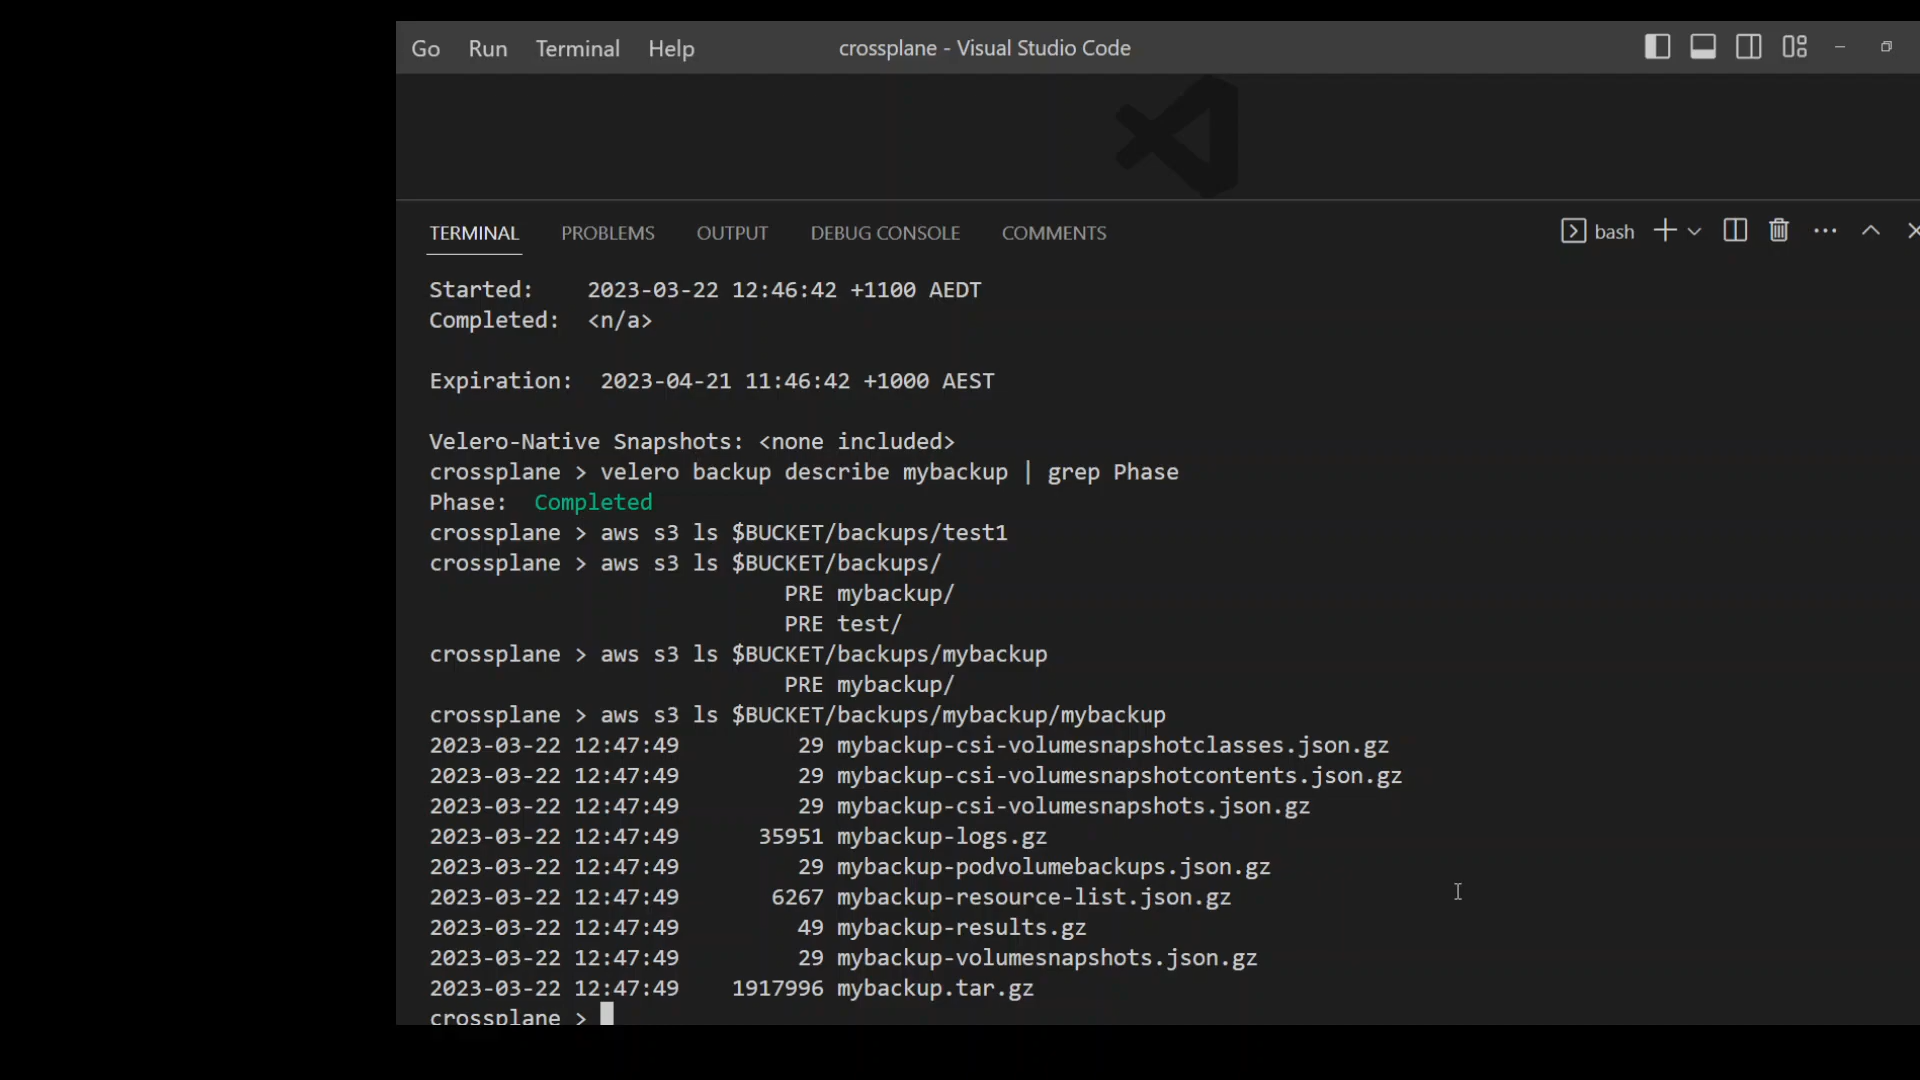 Go Run Terminal Help crossplane - Visual Studio Code
TERMINAL PROBLEMS OUTPUT DEBUG CONSOLE COMMENTS bash
Started:    2023-03-22 12:46:42 +1100 AEDT
Completed:  <n/a>
Expiration:  2023-04-21 11:46:42 +1000 AEST
Velero-Native Snapshots: <none included>
crossplane > velero backup describe mybackup | grep Phase
Phase:  Completed
crossplane > aws s3 ls $BUCKET/backups/test1
crossplane > aws s3 ls $BUCKET/backups/
                           PRE mybackup/
                           PRE test/
crossplane > aws s3 ls $BUCKET/backups/mybackup
                           PRE mybackup/
crossplane > aws s3 ls $BUCKET/backups/mybackup/mybackup
2023-03-22 12:47:49         29 mybackup-csi-volumesnapshotclasses.json.gz
2023-03-22 12:47:49         29 mybackup-csi-volumesnapshotcontents.json.gz
2023-03-22 12:47:49         29 mybackup-csi-volumesnapshots.json.gz
2023-03-22 12:47:49      35951 mybackup-logs.gz
2023-03-22 12:47:49         29 mybackup-podvolumebackups.json.gz
2023-03-22 12:47:49       6267 mybackup-resource-list.json.gz
2023-03-22 12:47:49         49 mybackup-results.gz
2023-03-22 12:47:49         29 mybackup-volumesnapshots.json.gz
2023-03-22 12:47:49    1917996 mybackup.tar.gz
crossplane >